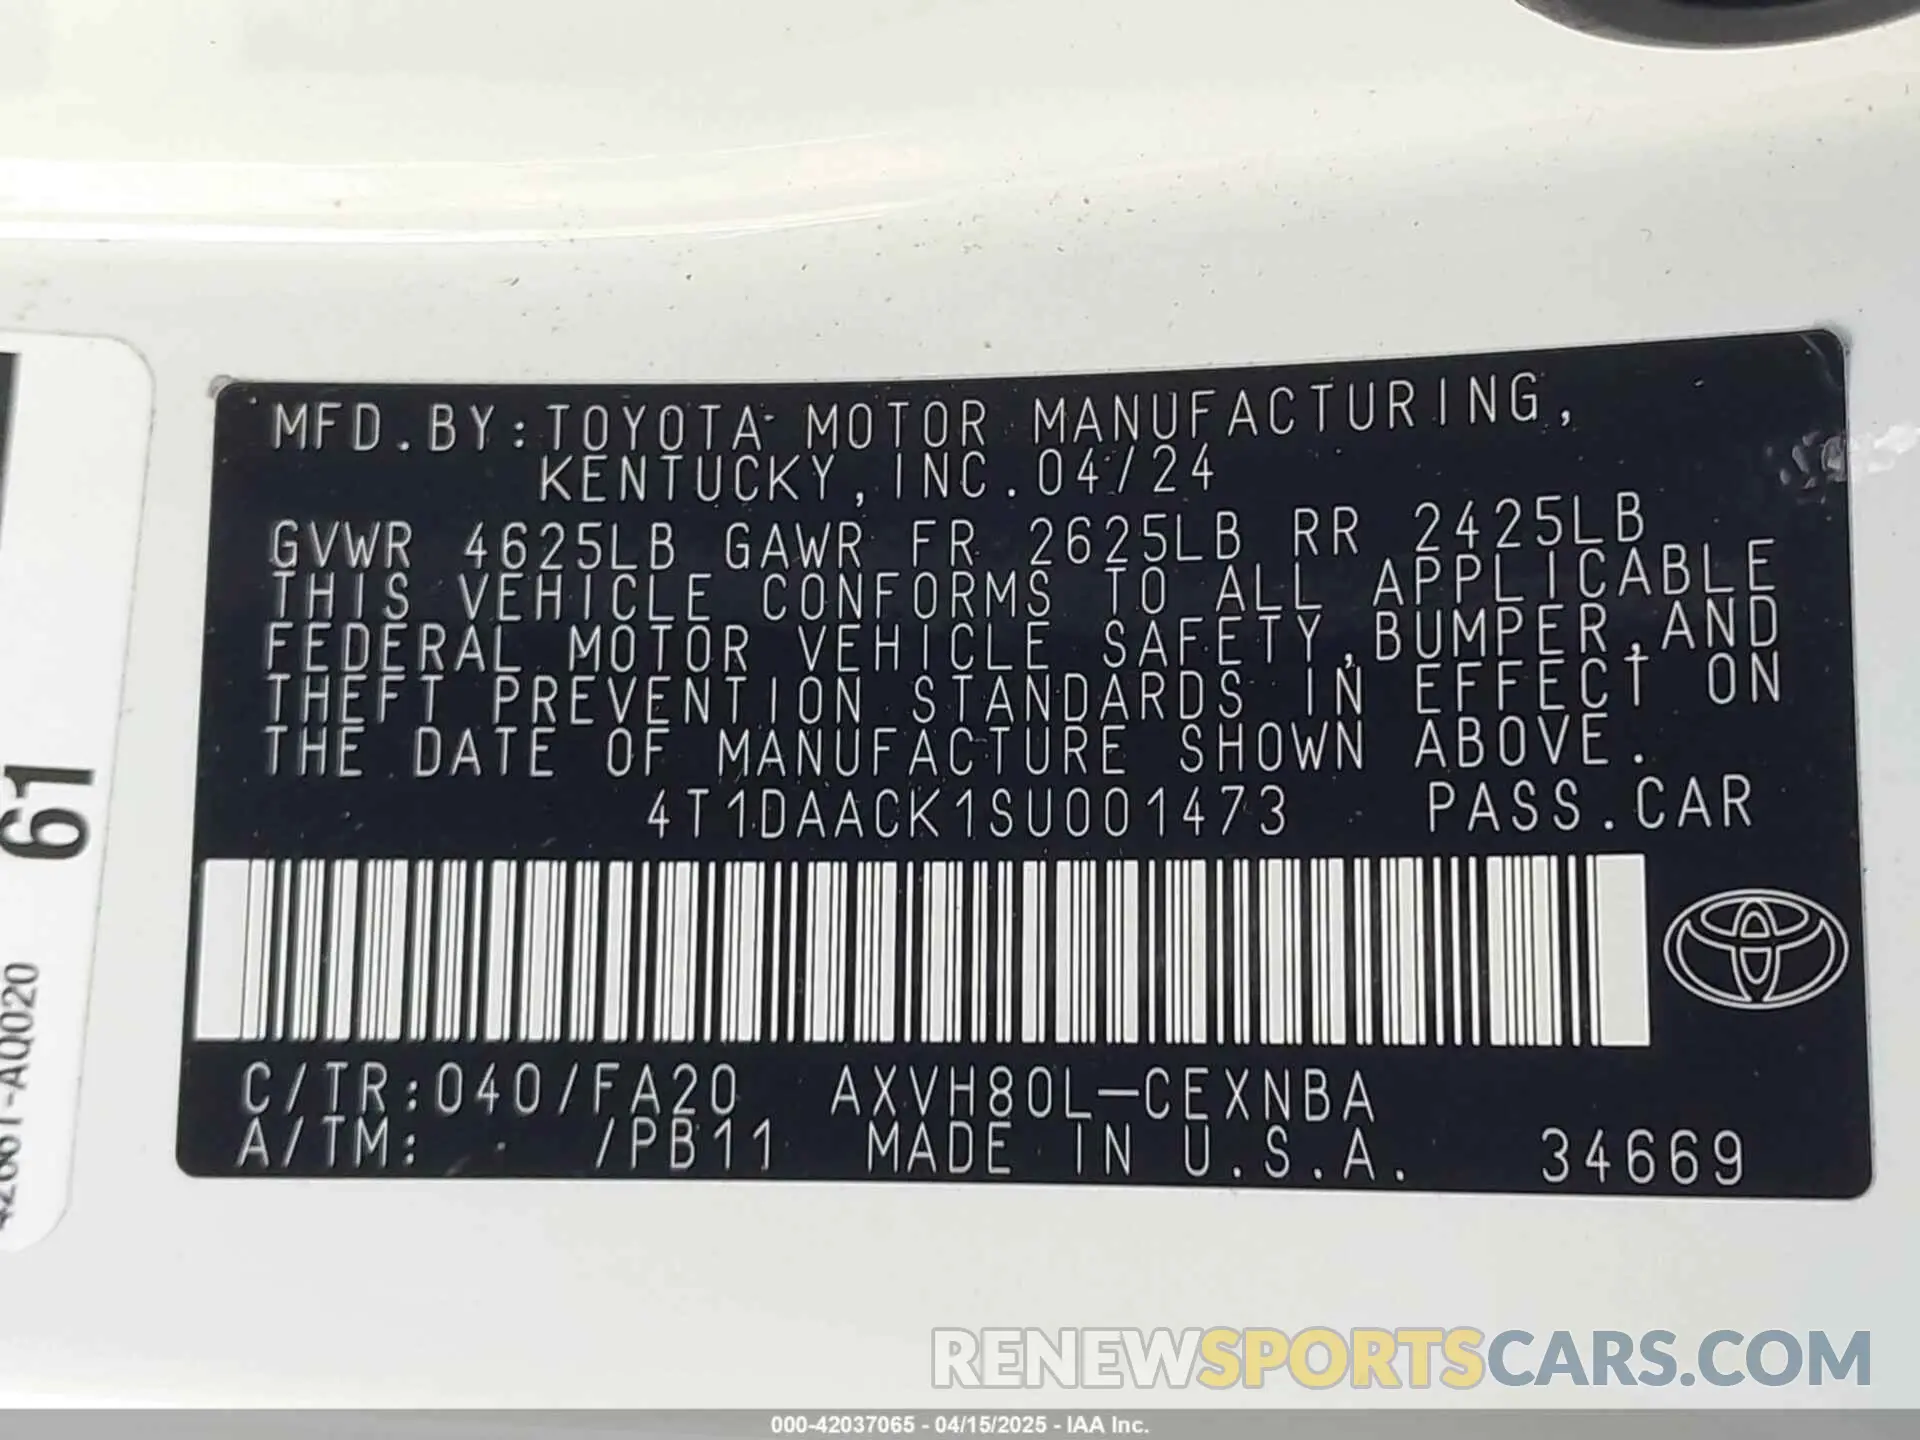 MFD.BY:TOYOTA MOTOR MANUFACTURING,
KENTUCKY,INC.04/24
GVWR 4625LB GAWR FR 2625LB RR 2425LB
THIS VEHICLE CONFORMS TO ALL APPLICABLE
FEDERAL MOTOR VEHICLE SAFETY,BUMPER,AND
THEFT PREVENTION STANDARDS IN EFFECT ON
THE DATE OF MANUFACTURE SHOWN ABOVE.
4T1DAACK1SU001473 PASS.CAR
C/TR:040/FA20 AXVH80L-CEXNBA
A/TM: /PB11 MADE IN U.S.A. 34669
61
42661-AQ020
RENEWSPORTSCARS.COM
000-42037065 - 04/15/2025 - IAA Inc.